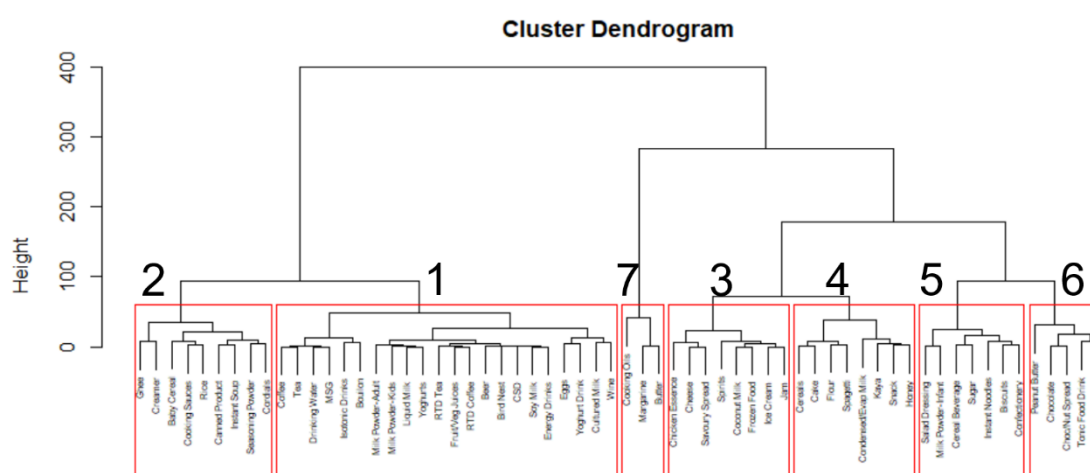 Cluster Dendrogram
Height
400
300
200
100
0
2
1
7
3
4
5
6
Ghee
Creamer
Baby Cereal
Cooking Sauces
Rice
Canned Product
Instant Soup
Seasoning Powder
Cordials
Coffee
Tea
Drinking Water
MSG
Isotonic Drinks
Bouillon
Milk Powder-Adult
Milk Powder-Kids
Liquid Milk
Yoghurts
RTD Tea
Fruit/Veg Juices
RTD Coffee
Beer
Bird Nest
CSD
Soy Milk
Energy Drinks
Eggs
Yoghurt Drink
Cultured Milk
Wine
Cooking Oils
Margarine
Butter
Chicken Essence
Cheese
Savoury Spread
Spirits
Coconut Milk
Frozen Food
Ice Cream
Jam
Cereals
Cake
Flour
Spagetti
Condensed/Evap Milk
Kaya
Snack
Honey
Salad Dressing
Milk Powder-Infant
Cereal Beverage
Sugar
Instant Noodles
Biscuits
Confectionery
Peanut Butter
Chocolate
Choc/Nut Spread
Tonic Food Drink